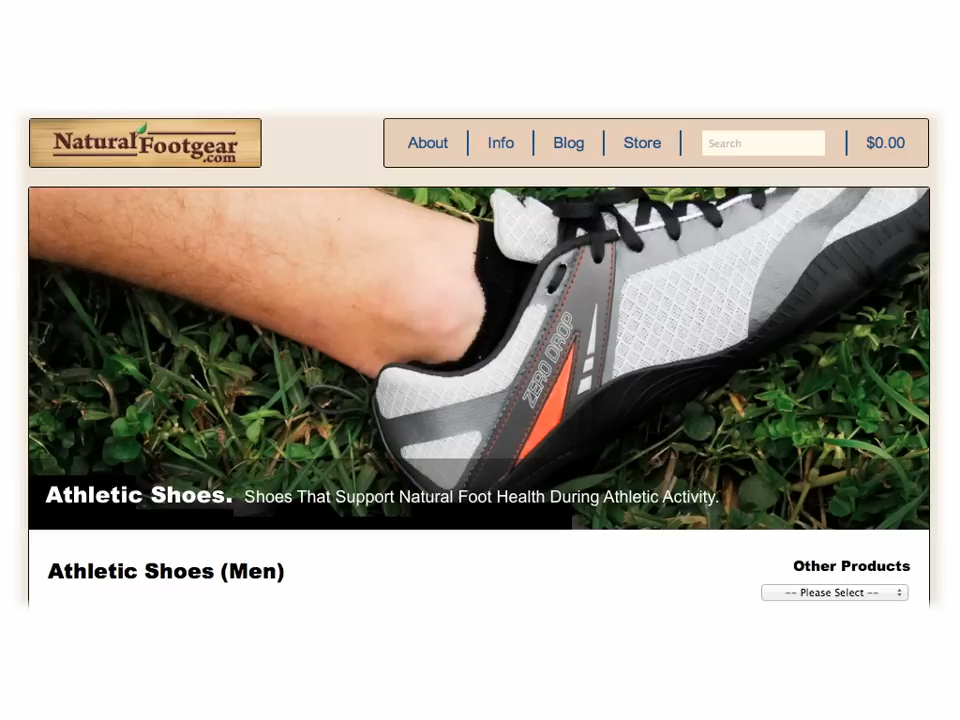 NaturalFootgear
.com
About Info Blog Store Search $0.00
ZERO DROP
Athletic Shoes. Shoes That Support Natural Foot Health During Athletic Activity.
Athletic Shoes (Men)
Other Products
-- Please Select --